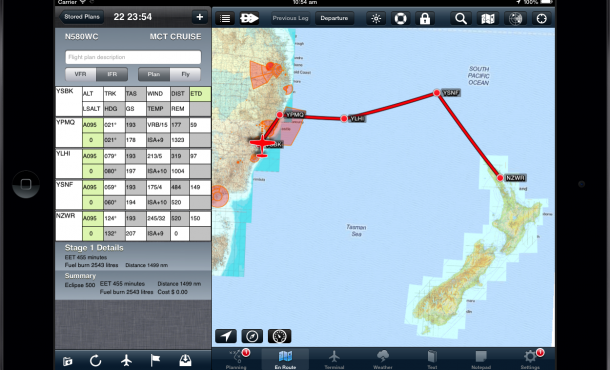 Carrier
10:54 am
100%
Stored Plans
22 23:54
+
Previous Leg
Departure
N580WC
MCT CRUISE
Flight plan description
VFR
IFR
Plan
Fly
YSBK
ALT TRK TAS WIND DIST ETD
LSALT HDG GS TEMP REM
YPMQ
A095 021° 193 VRB/15 177 59
0 021° 178 ISA+9 1323
YLHI
A095 079° 193 213/5 319 97
0 080° 197 ISA+10 1004
YSNF
A095 059° 193 175/4 484 149
0 060° 194 ISA+10 520
NZWR
A095 124° 193 245/32 520 150
0 132° 207 ISA+9 0
Stage 1 Details
EET 455 minutes
Fuel burn 2543 litres Distance 1499 nm
Summary
Eclipse 500 EET 455 minutes Distance 1499 nm
Fuel burn 2543 litres Cost $ 0.00
SOUTH
PACIFIC
OCEAN
YSNF
YPMQ
YLHI
NZWR
Tasman
Sea
Planning
En Route
Terminal
Weather
Text
Notepad
Settings